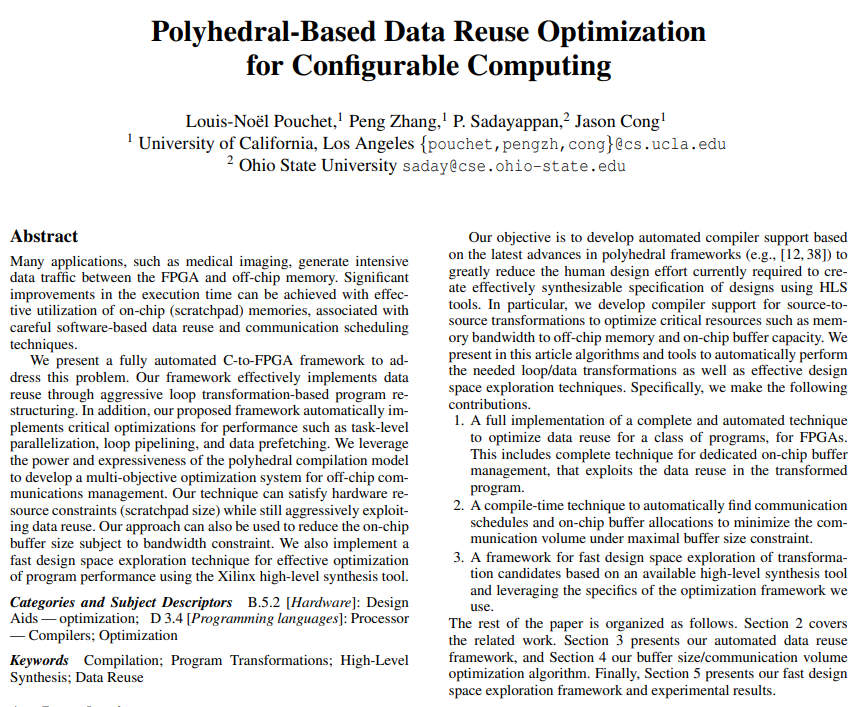 Polyhedral-Based Data Reuse Optimization
for Configurable Computing
Louis-Noël Pouchet,1 Peng Zhang,1 P. Sadayappan,2 Jason Cong1
1 University of California, Los Angeles {pouchet,pengzh,cong}@cs.ucla.edu
2 Ohio State University saday@cse.ohio-state.edu
Abstract
Many applications, such as medical imaging, generate intensive
data traffic between the FPGA and off-chip memory. Significant
improvements in the execution time can be achieved with effec-
tive utilization of on-chip (scratchpad) memories, associated with
careful software-based data reuse and communication scheduling
techniques.
We present a fully automated C-to-FPGA framework to ad-
dress this problem. Our framework effectively implements data
reuse through aggressive loop transformation-based program re-
structuring. In addition, our proposed framework automatically im-
plements critical optimizations for performance such as task-level
parallelization, loop pipelining, and data prefetching. We leverage
the power and expressiveness of the polyhedral compilation model
to develop a multi-objective optimization system for off-chip com-
munications management. Our technique can satisfy hardware re-
source constraints (scratchpad size) while still aggressively exploit-
ing data reuse. Our approach can also be used to reduce the on-chip
buffer size subject to bandwidth constraint. We also implement a
fast design space exploration technique for effective optimization
of program performance using the Xilinx high-level synthesis tool.
Categories and Subject Descriptors B.5.2 [Hardware]: Design
Aids — optimization; D 3.4 [Programming languages]: Processor
— Compilers; Optimization
Keywords Compilation; Program Transformations; High-Level
Synthesis; Data Reuse
Our objective is to develop automated compiler support based
on the latest advances in polyhedral frameworks (e.g., [12, 38]) to
greatly reduce the human design effort currently required to cre-
ate effectively synthesizable specification of designs using HLS
tools. In particular, we develop compiler support for source-to-
source transformations to optimize critical resources such as mem-
ory bandwidth to off-chip memory and on-chip buffer capacity. We
present in this article algorithms and tools to automatically perform
the needed loop/data transformations as well as effective design
space exploration techniques. Specifically, we make the following
contributions.
1. A full implementation of a complete and automated technique
to optimize data reuse for a class of programs, for FPGAs.
This includes complete technique for dedicated on-chip buffer
management, that exploits the data reuse in the transformed
program.
2. A compile-time technique to automatically find communication
schedules and on-chip buffer allocations to minimize the com-
munication volume under maximal buffer size constraint.
3. A framework for fast design space exploration of transforma-
tion candidates based on an available high-level synthesis tool
and leveraging the specifics of the optimization framework we
use.
The rest of the paper is organized as follows. Section 2 covers
the related work. Section 3 presents our automated data reuse
framework, and Section 4 our buffer size/communication volume
optimization algorithm. Finally, Section 5 presents our fast design
space exploration framework and experimental results.